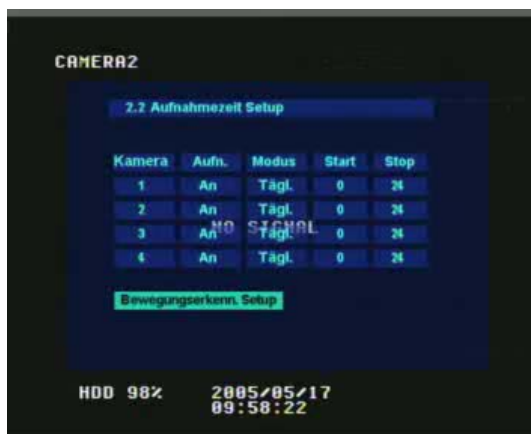 CAMERA2
2.2 Aufnahmezeit Setup
Kamera Aufn. Modus Start Stop
1 An Tägl. 0 24
2 An Tägl. 0 24
NO SIGNAL
3 An Tägl. 0 24
4 An Tägl. 0 24
Bewegungserkenn. Setup
HDD 98% 2005/05/17
09:58:22